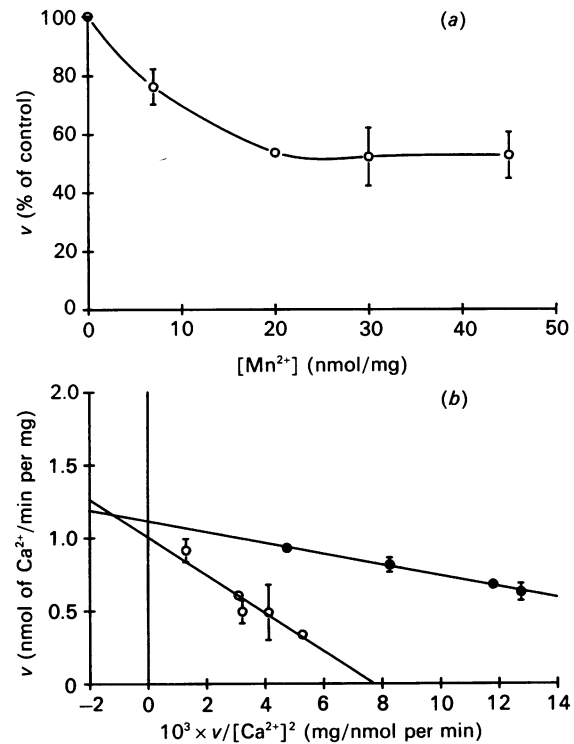 (a)
100
80
60
40
20
0
v (% of control)
0 10 20 30 40 50
[Mn²⁺] (nmol/mg)
(b)
2.0
1.5
1.0
0.5
0
v (nmol of Ca²⁺/min per mg)
−2 0 2 4 6 8 10 12 14
10³ × v/[Ca²⁺]² (mg/nmol per min)